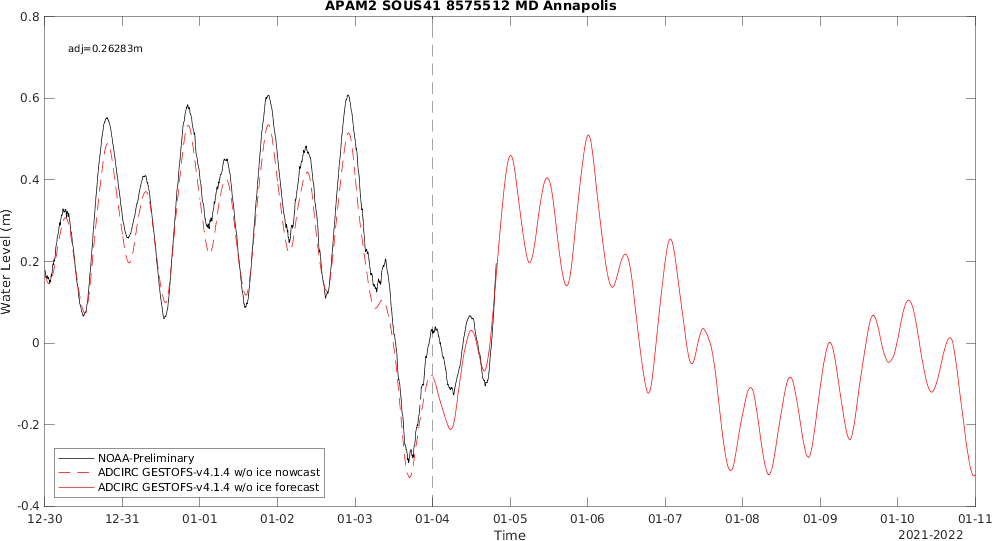 APAM2 SOUS41 8575512 MD Annapolis
adj=0.26283m
Water Level (m)
0.8
0.6
0.4
0.2
0
-0.2
-0.4
NOAA-Preliminary
ADCIRC GESTOFS-v4.1.4 w/o ice nowcast
ADCIRC GESTOFS-v4.1.4 w/o ice forecast
12-30 12-31 01-01 01-02 01-03 01-04 01-05 01-06 01-07 01-08 01-09 01-10 01-11
Time
2021-2022